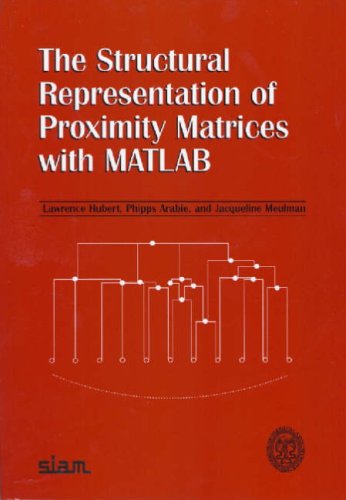 The Structural
Representation of
Proximity Matrices
with MATLAB
Lawrence Hubert, Phipps Arabie, and Jacqueline Meulman
siam